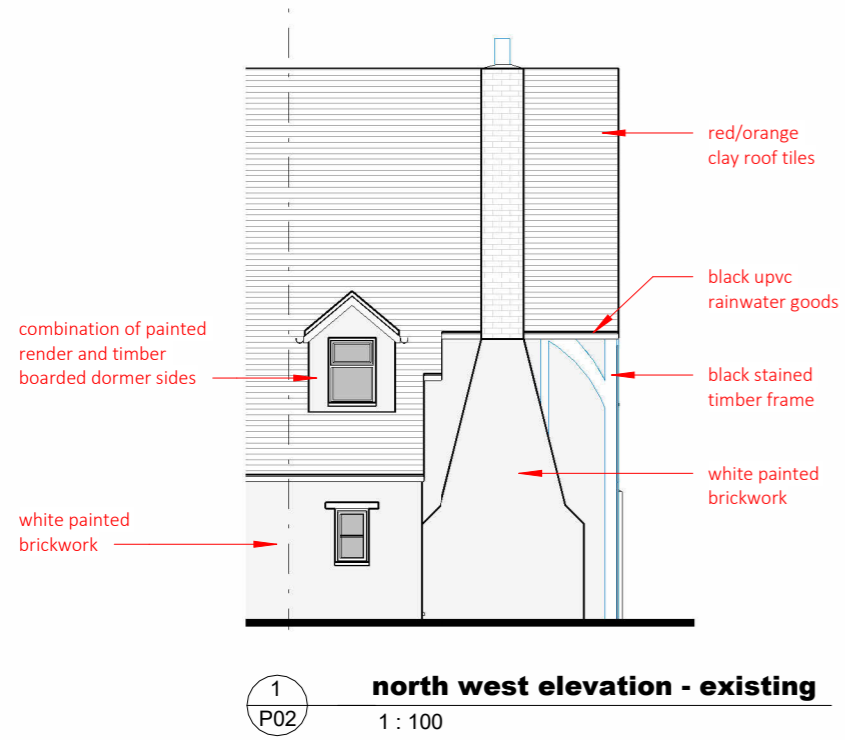 red/orange
clay roof tiles
black upvc
rainwater goods
combination of painted
render and timber
boarded dormer sides
black stained
timber frame
white painted
brickwork
white painted
brickwork
1
P02
north west elevation - existing
1 : 100